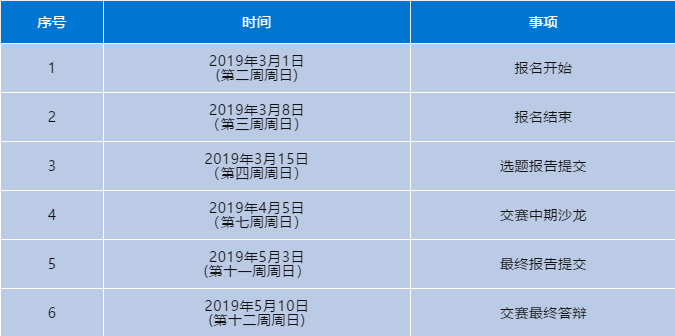 序号 时间 事项
1 2019年3月1日 报名开始
(第二周周日)
2 2019年3月8日 报名结束
（第三周周日）
3 2019年3月15日 选题报告提交
（第四周周日）
4 2019年4月5日 交赛中期沙龙
（第七周周日）
5 2019年5月3日 最终报告提交
(第十一周周日）
6 2019年5月10日 交赛最终答辩
(第十二周周日)